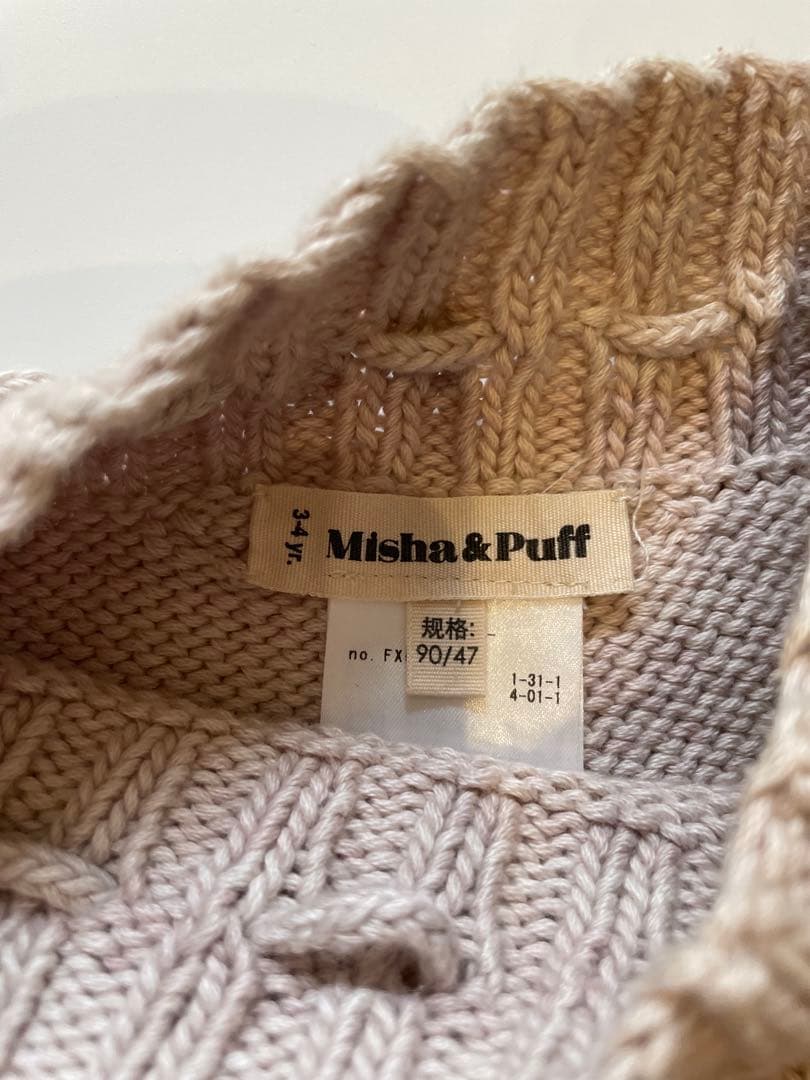 3-4 yr.
Misha&Puff
规格:
90/47
no. FX
1-31-1
4-01-1